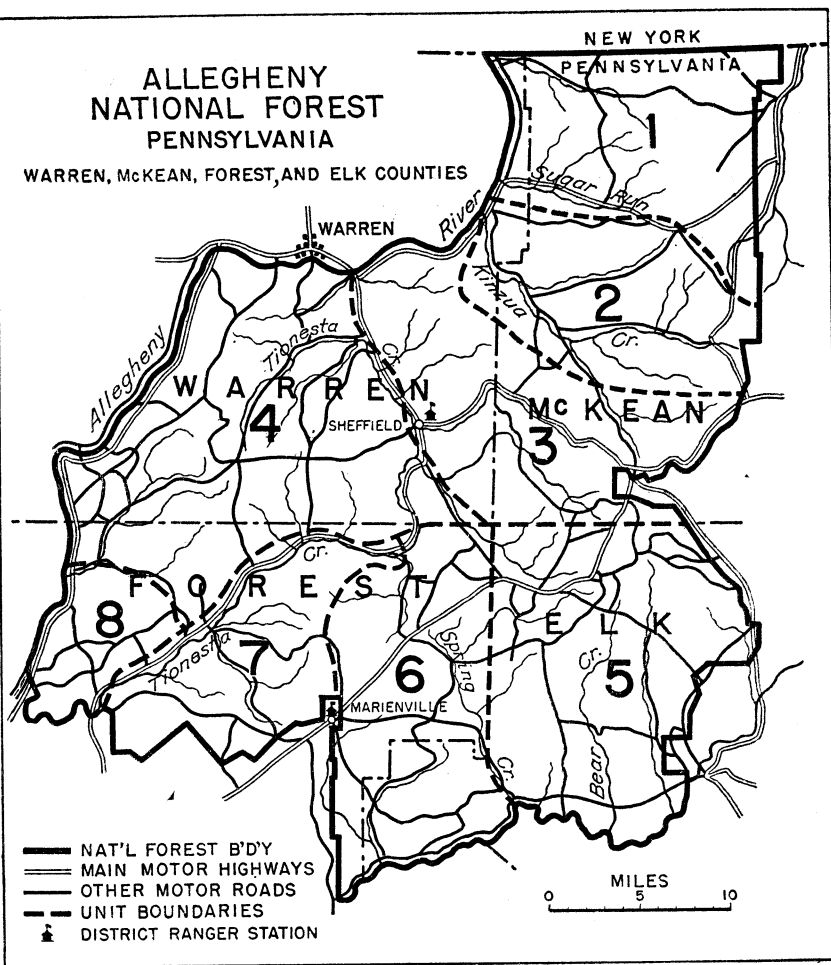 NEW YORK
PENNSYLVANIA
ALLEGHENY
NATIONAL FOREST
PENNSYLVANIA
WARREN, McKEAN, FOREST, AND ELK COUNTIES
1
Sugar Run
River
WARREN
Kinzua
2
Cr.
Allegheny
Tionesta
Cr.
WARREN
McKEAN
4
SHEFFIELD
3
Cr.
FOREST
ELK
8
Tionesta
7
6
Spring
Cr.
5
MARIENVILLE
Cr.
Bear
NAT'L FOREST B'D'Y
MAIN MOTOR HIGHWAYS
OTHER MOTOR ROADS
UNIT BOUNDARIES
DISTRICT RANGER STATION
MILES
0 5 10